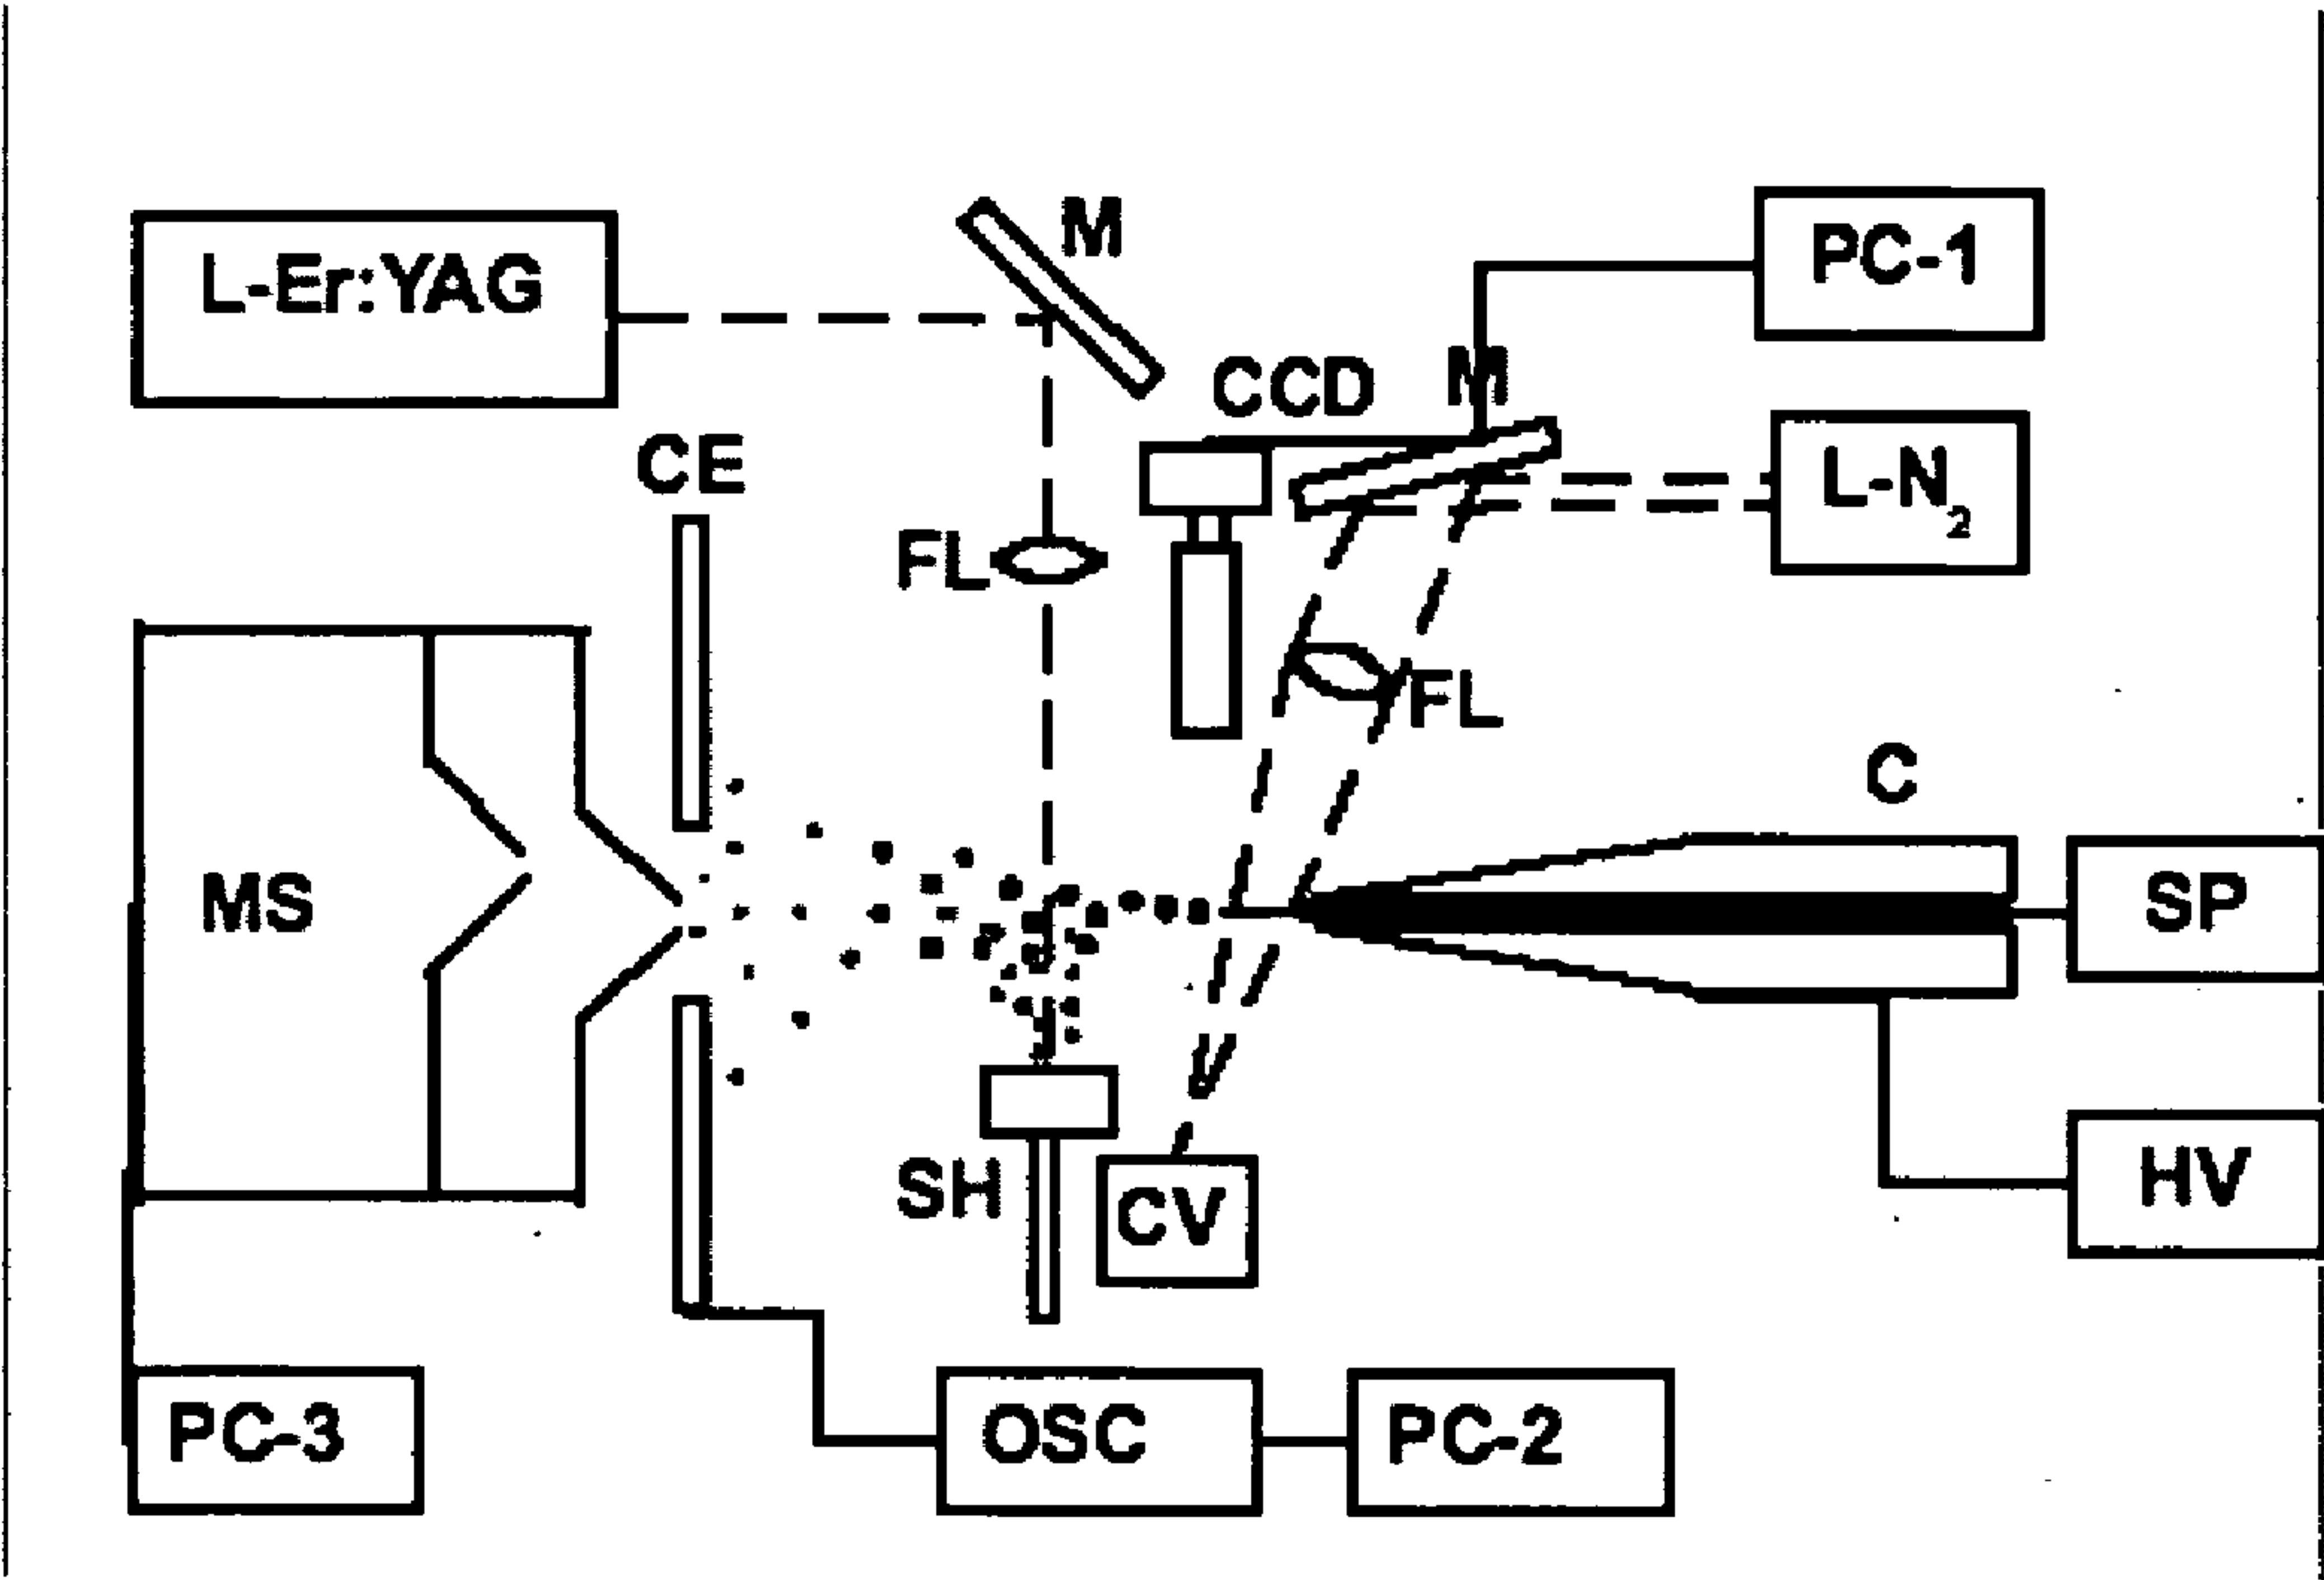 M
PC-1
L-Er:YAG
CCD
M
CE
L-N₂
FL
FL
C
MS
SP
SH
CV
HV
PC-3
OSC
PC-2